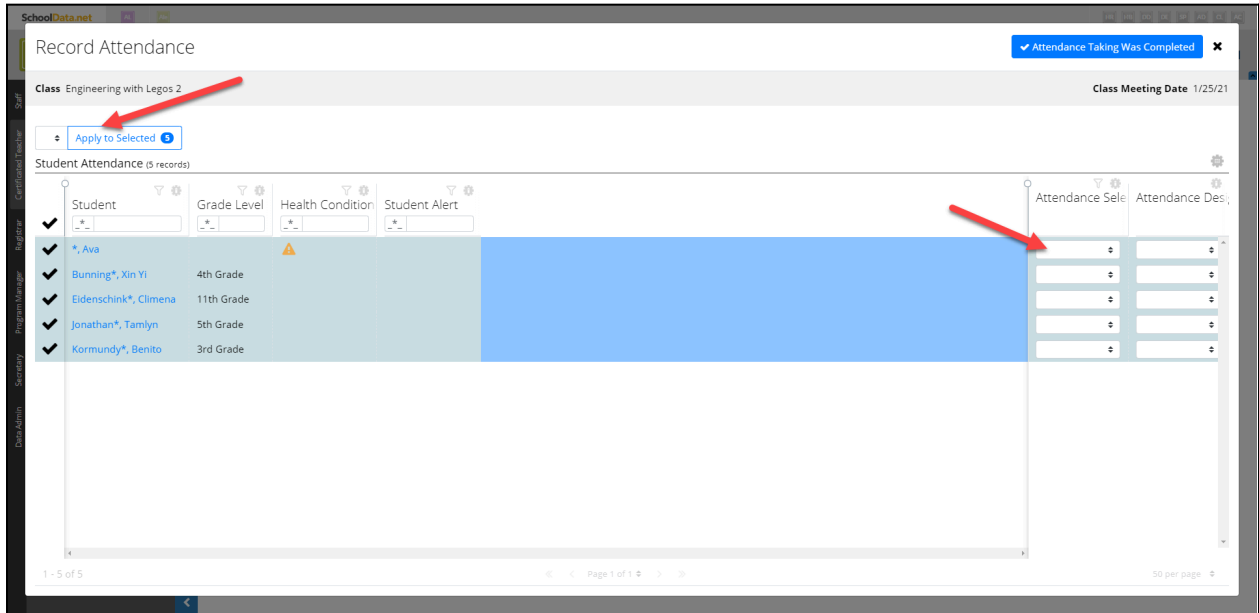 SchoolData.net
Record Attendance
Attendance Taking Was Completed
Class Engineering with Legos 2
Class Meeting Date 1/25/21
Apply to Selected 5
Student Attendance (5 records)
Student Grade Level Health Condition Student Alert Attendance Sele Attendance Desig
_*_ _*_ _*_ _*_
*, Ava
Bunning*, Xin Yi 4th Grade
Eidenschink*, Climena 11th Grade
Jonathan*, Tamlyn 5th Grade
Kormundy*, Benito 3rd Grade
1 - 5 of 5
Page 1 of 1
50 per page
Staff
Certificated Teacher
Registrar
Program Manager
Secretary
Data Admin